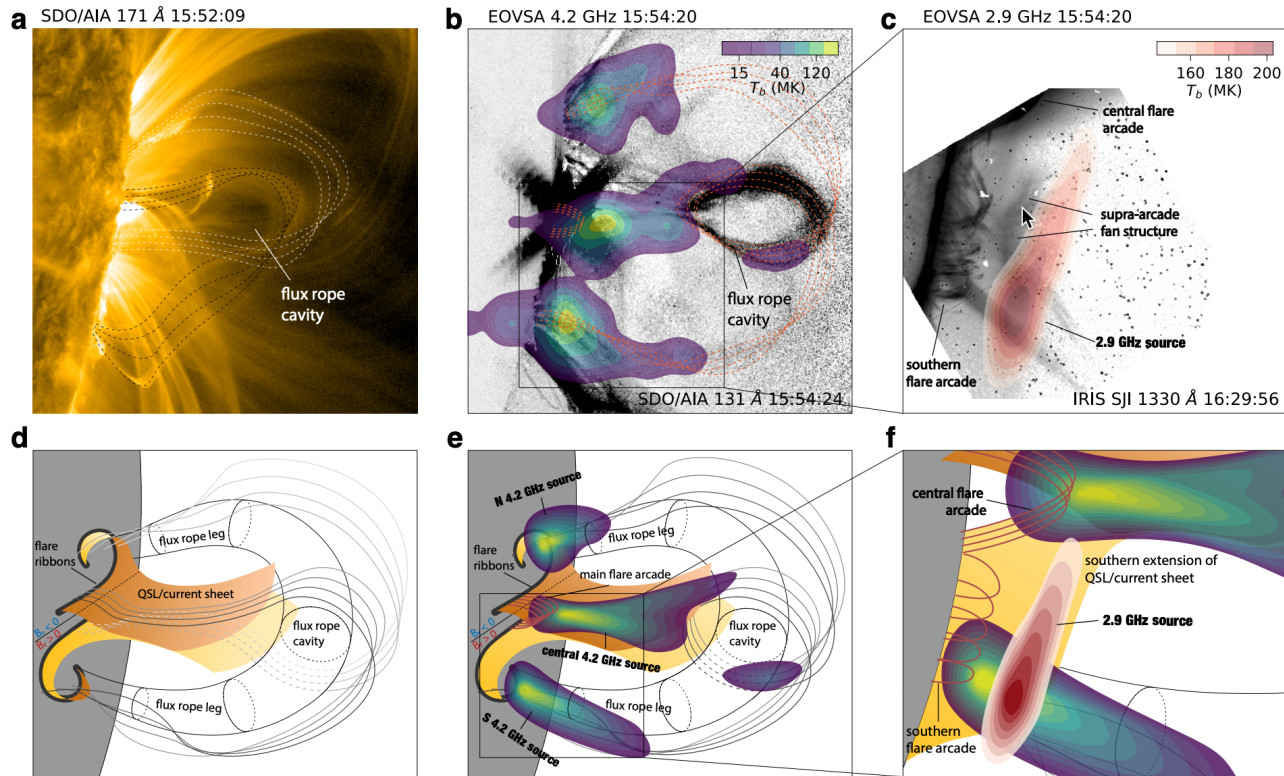 a
SDO/AIA 171 Å 15:52:09
flux rope
cavity
b
EOVSA 4.2 GHz 15:54:20
15 40 120
T_b (MK)
flux rope
cavity
SDO/AIA 131 Å 15:54:24
c
EOVSA 2.9 GHz 15:54:20
160 180 200
T_b (MK)
central flare
arcade
supra-arcade
fan structure
2.9 GHz source
southern
flare arcade
IRIS SJI 1330 Å 16:29:56
d
flare
ribbons
flux rope leg
QSL/current sheet
B_r < 0
B_r > 0
flux rope
cavity
flux rope leg
e
N 4.2 GHz source
flare
ribbons
flux rope leg
main flare arcade
B_r < 0
B_r > 0
flux rope
cavity
central 4.2 GHz source
flux rope leg
S 4.2 GHz source
f
central flare
arcade
southern extension of
QSL/current sheet
2.9 GHz source
southern
flare arcade